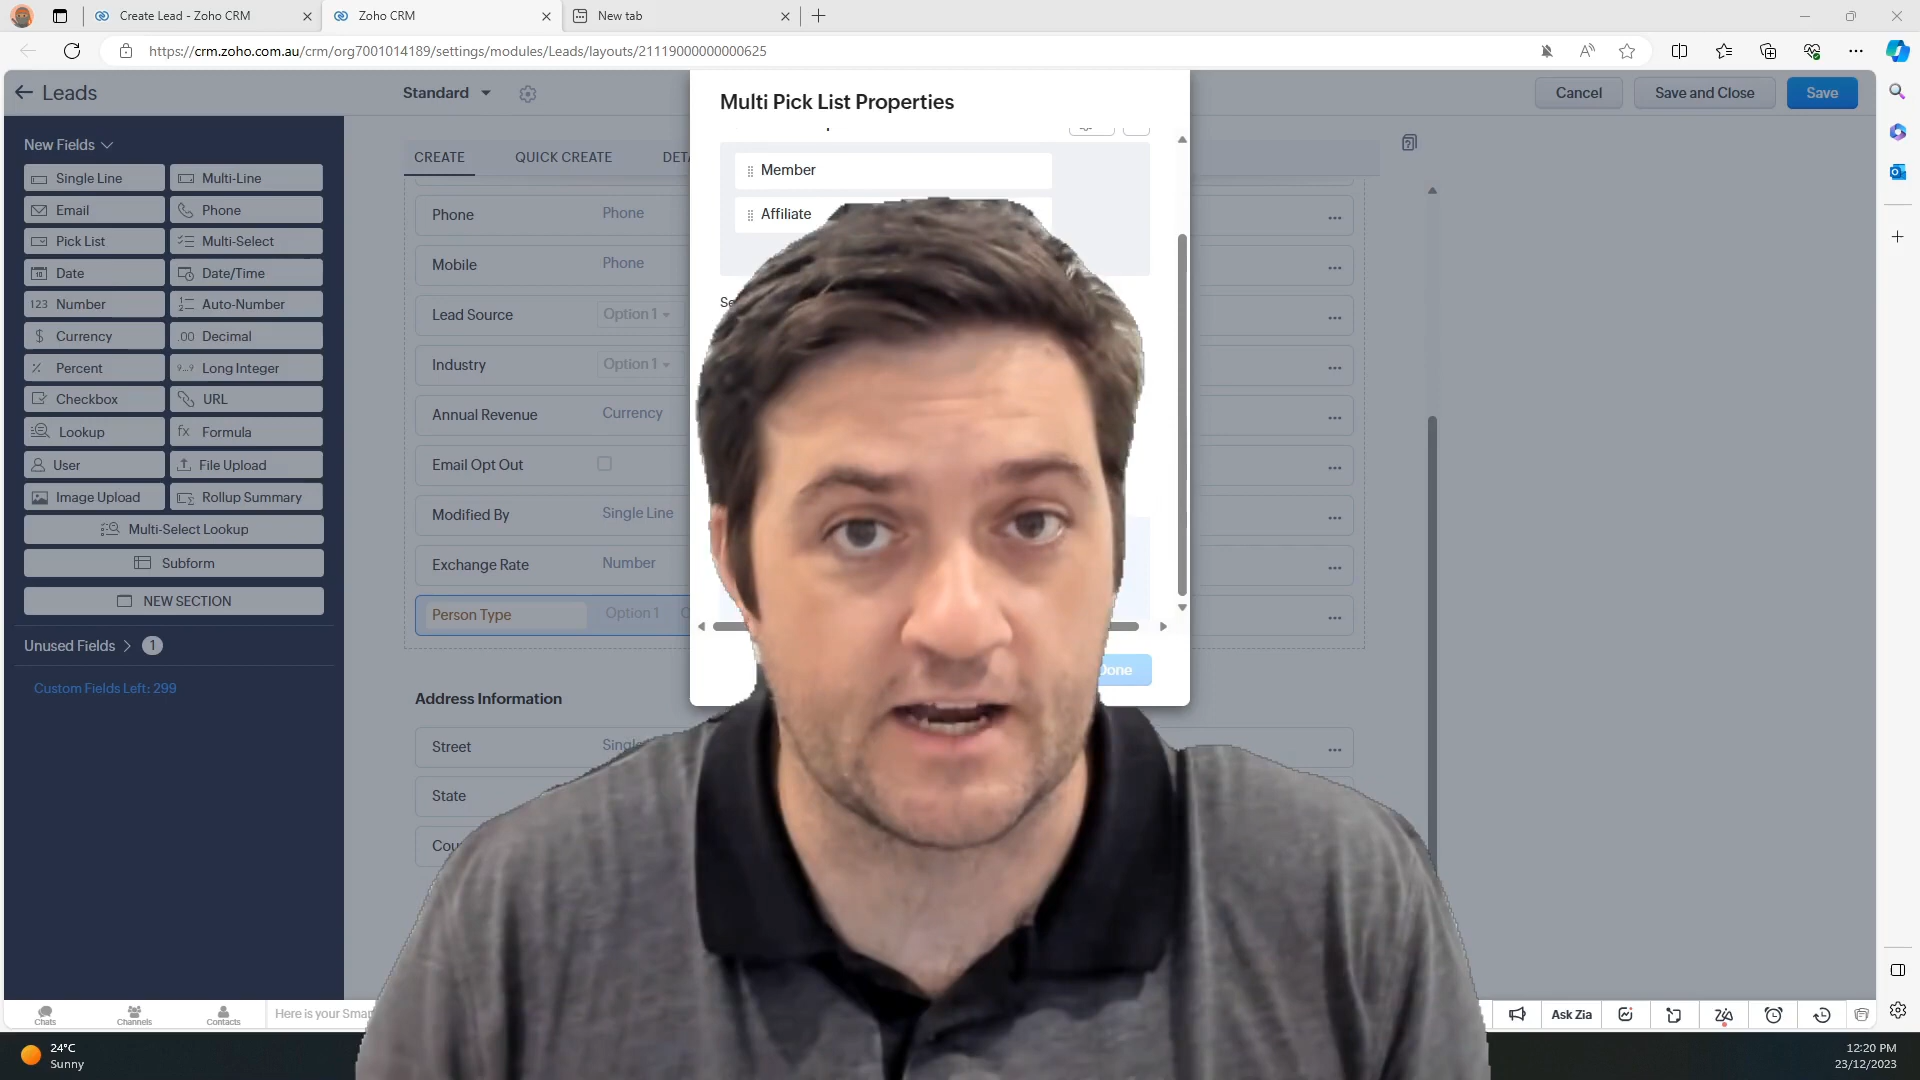 Create Lead - Zoho CRM
Zoho CRM
New tab
https://crm.zoho.com.au/crm/org7001014189/settings/modules/Leads/layouts/21119000000000625
Leads
Standard
Cancel
Save and Close
Save
New Fields
Single Line
Multi-Line
Email
Phone
Pick List
Multi-Select
Date
Date/Time
Number
Auto-Number
Currency
Decimal
Percent
Long Integer
Checkbox
URL
Lookup
Formula
User
File Upload
Image Upload
Rollup Summary
Multi-Select Lookup
Subform
NEW SECTION
Unused Fields
1
Custom Fields Left: 299
CREATE
QUICK CREATE
Phone
Phone
Mobile
Phone
Lead Source
Option 1
Industry
Option 1
Annual Revenue
Currency
Email Opt Out
Modified By
Single Line
Exchange Rate
Number
Person Type
Option 1
Address Information
Street
State
Multi Pick List Properties
Member
Affiliate
Chats
Channels
Contacts
Here is your
Ask Zia
24°C
Sunny
12:20 PM
23/12/2023